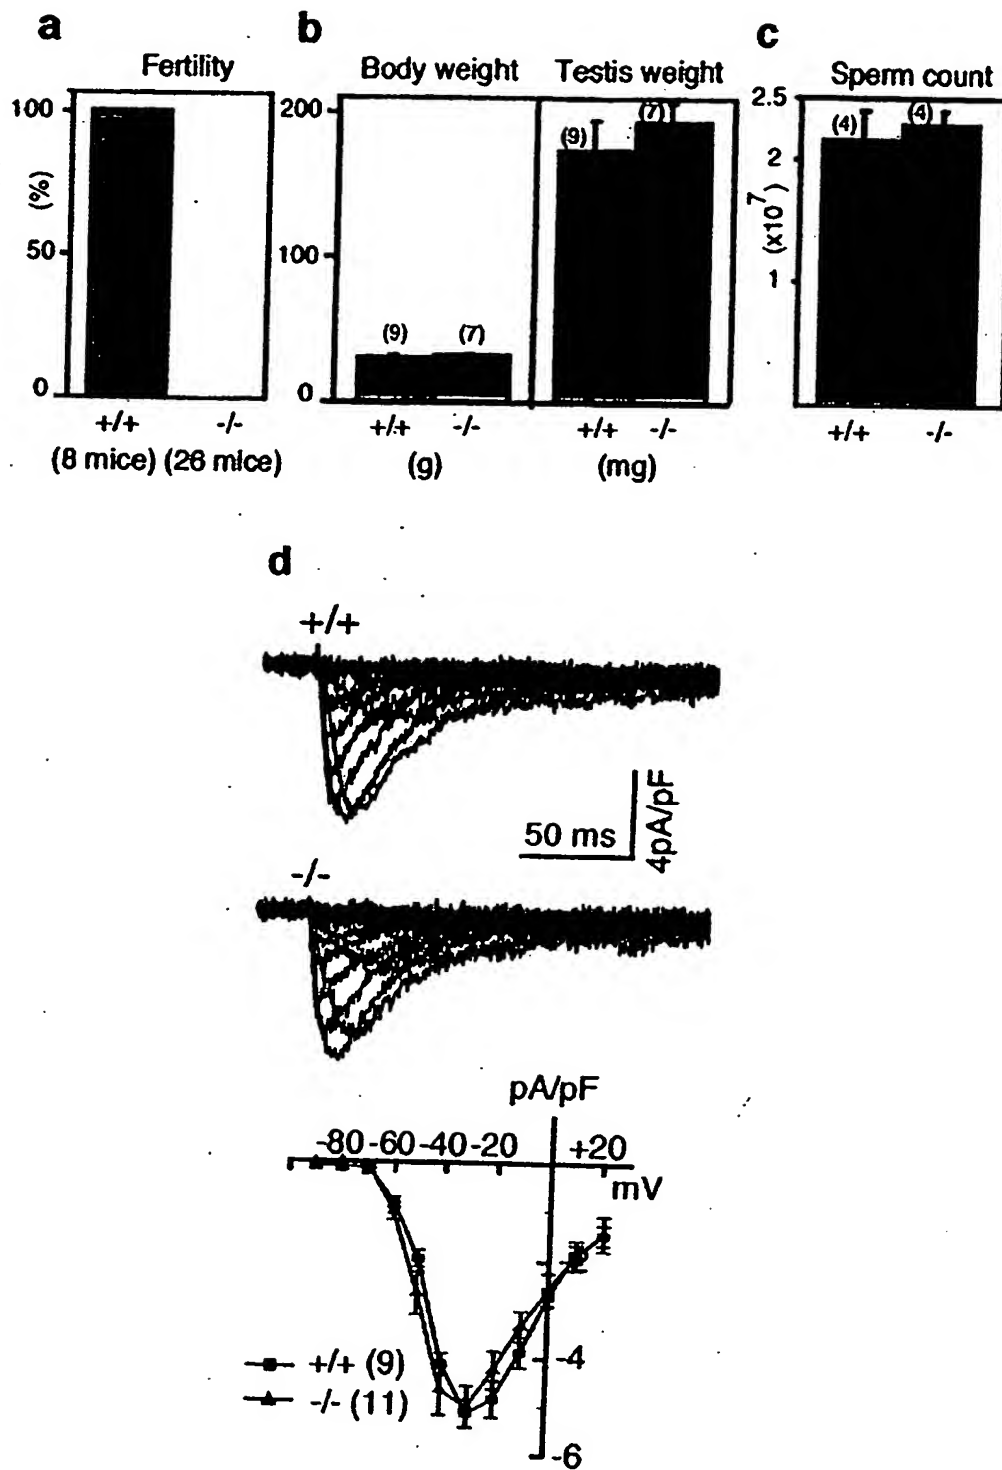 a
Fertility
100
(%)
50
0
+/+
-/-
(8 mice) (26 mice)
b
Body weight
Testis weight
200
100
0
(9)
(7)
(9)
(7)
+/+
-/-
+/+
-/-
(g)
(mg)
c
Sperm count
2.5
2
1
(x10⁷)
(4)
(4)
+/+
-/-
d
+/+
50 ms
4pA/pF
-/-
pA/pF
-80 -60 -40 -20
+20
mV
-4
-6
+/+ (9)
-/- (11)